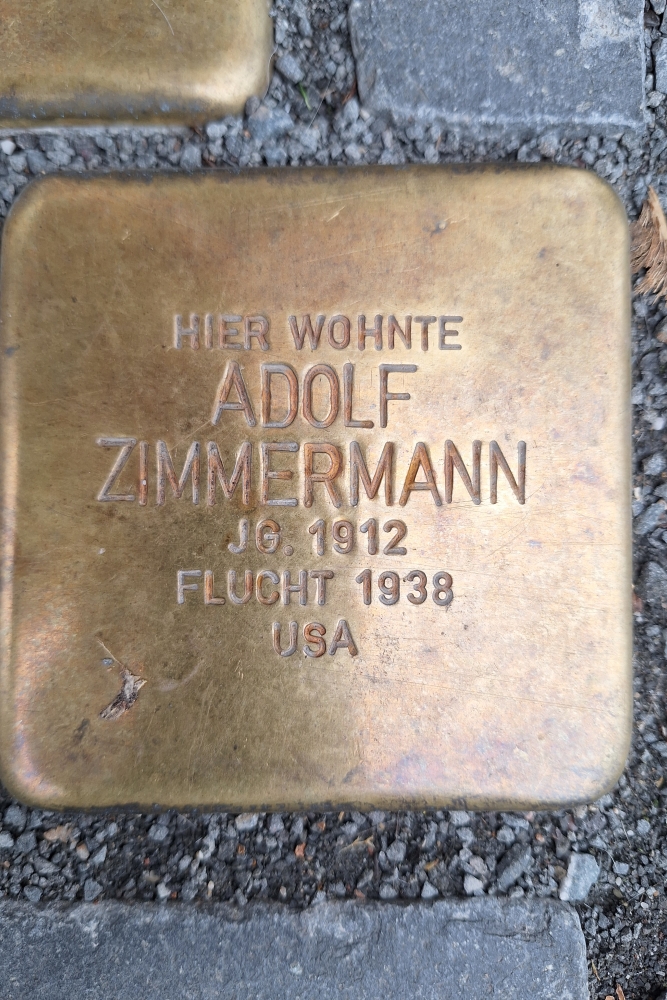 HIER WOHNTE
ADOLF
ZIMMERMANN
JG. 1912
FLUCHT 1938
USA